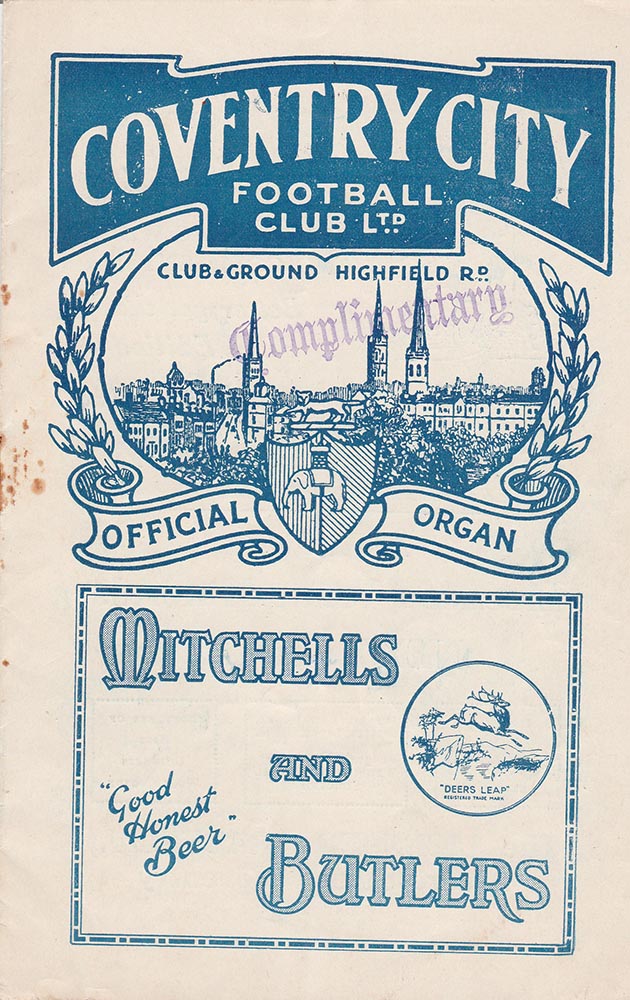 COVENTRY CITY
FOOTBALL
CLUB LTD
CLUB & GROUND HIGHFIELD RD.
Complimentary
OFFICIAL ORGAN
MITCHELLS
AND
"Good
Honest
Beer"
"DEERS LEAP"
REGISTERED TRADE MARK
BUTLERS